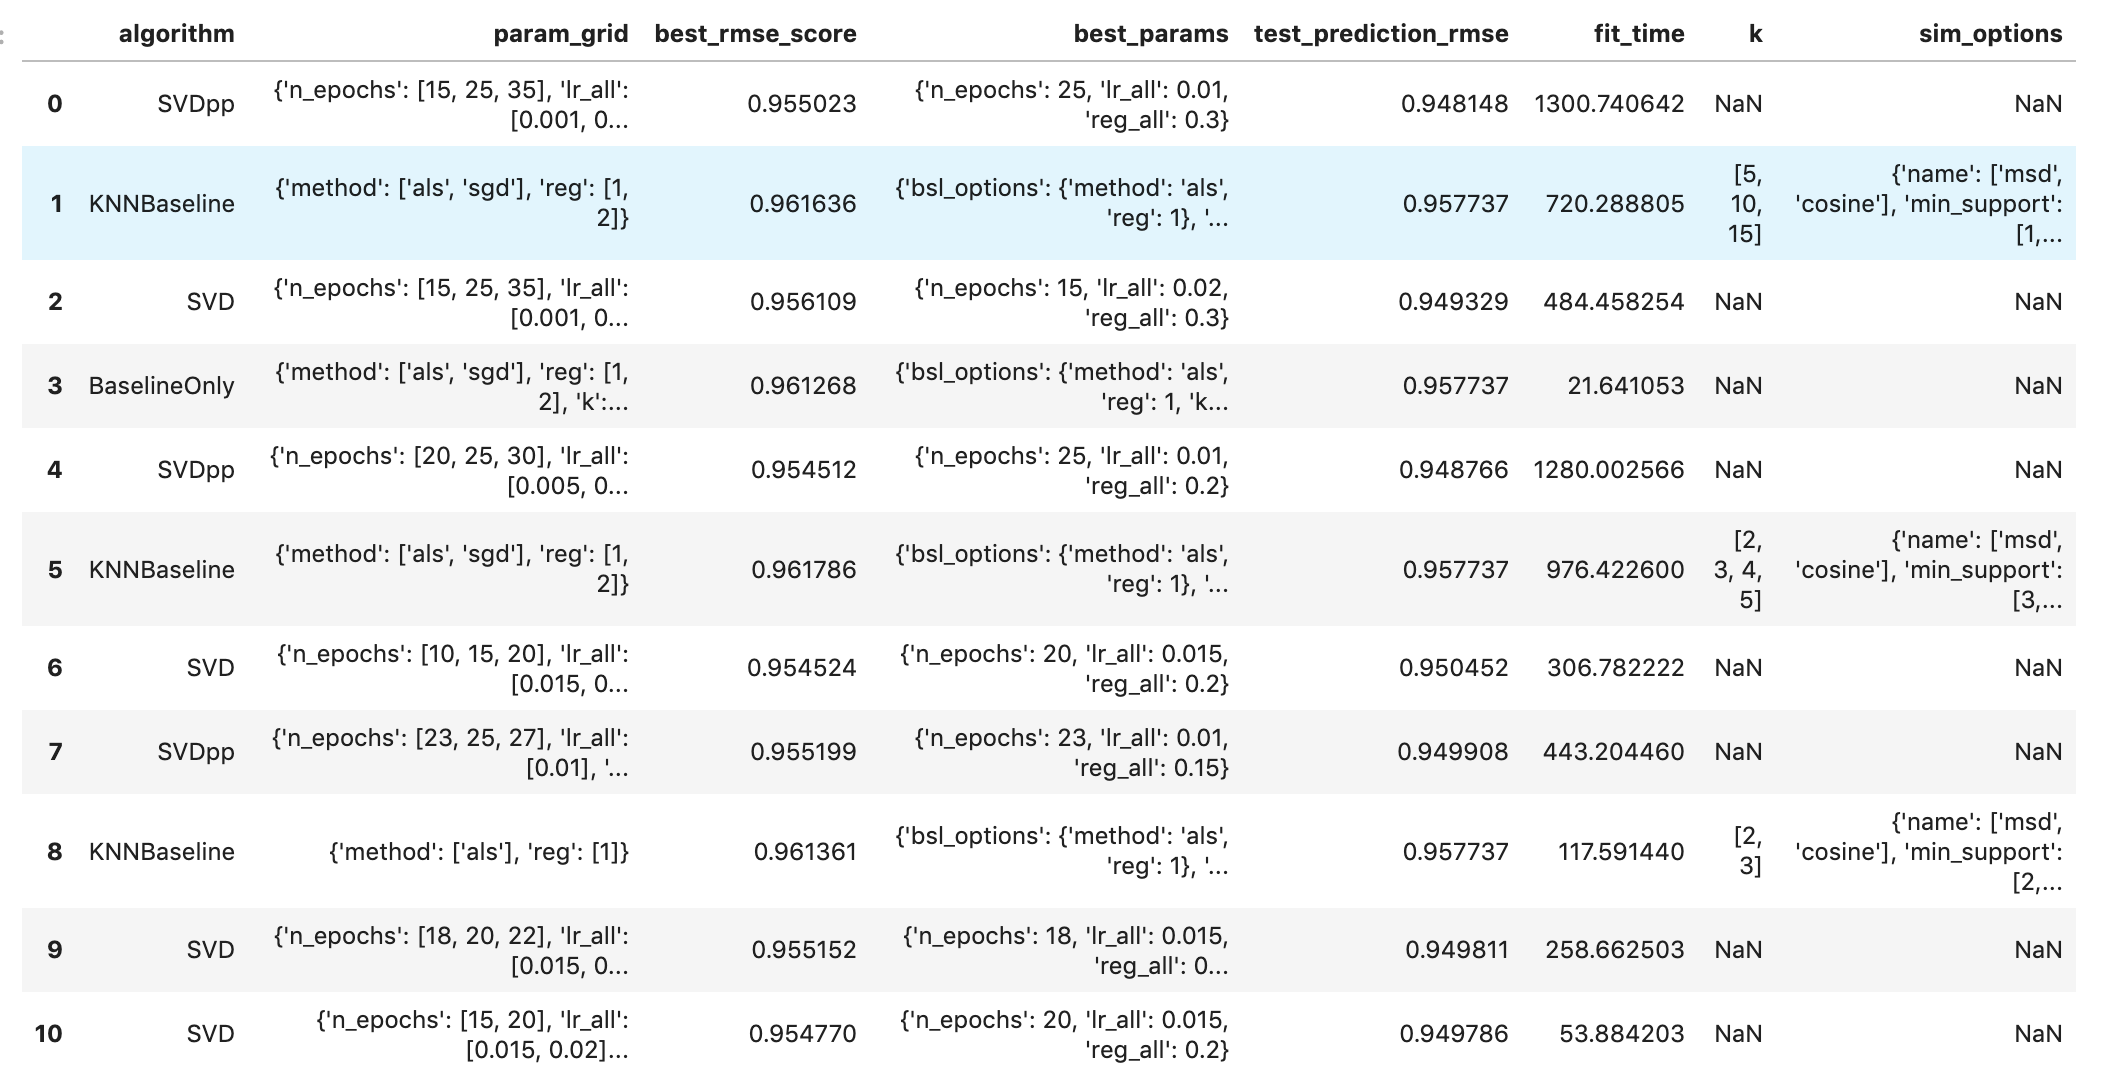 algorithm param_grid best_rmse_score best_params test_prediction_rmse fit_time k sim_options
0 SVDpp {'n_epochs': [15, 25, 35], 'lr_all': [0.001, 0... 0.955023 {'n_epochs': 25, 'lr_all': 0.01, 'reg_all': 0.3} 0.948148 1300.740642 NaN NaN
1 KNNBaseline {'method': ['als', 'sgd'], 'reg': [1, 2]} 0.961636 {'bsl_options': {'method': 'als', 'reg': 1}, '... 0.957737 720.288805 [5, 10, 15] {'name': ['msd', 'cosine'], 'min_support': [1,...
2 SVD {'n_epochs': [15, 25, 35], 'lr_all': [0.001, 0... 0.956109 {'n_epochs': 15, 'lr_all': 0.02, 'reg_all': 0.3} 0.949329 484.458254 NaN NaN
3 BaselineOnly {'method': ['als', 'sgd'], 'reg': [1, 2], 'k':... 0.961268 {'bsl_options': {'method': 'als', 'reg': 1, 'k... 0.957737 21.641053 NaN NaN
4 SVDpp {'n_epochs': [20, 25, 30], 'lr_all': [0.005, 0... 0.954512 {'n_epochs': 25, 'lr_all': 0.01, 'reg_all': 0.2} 0.948766 1280.002566 NaN NaN
5 KNNBaseline {'method': ['als', 'sgd'], 'reg': [1, 2]} 0.961786 {'bsl_options': {'method': 'als', 'reg': 1}, '... 0.957737 976.422600 [2, 3, 4, 5] {'name': ['msd', 'cosine'], 'min_support': [3,...
6 SVD {'n_epochs': [10, 15, 20], 'lr_all': [0.015, 0... 0.954524 {'n_epochs': 20, 'lr_all': 0.015, 'reg_all': 0.2} 0.950452 306.782222 NaN NaN
7 SVDpp {'n_epochs': [23, 25, 27], 'lr_all': [0.01], '... 0.955199 {'n_epochs': 23, 'lr_all': 0.01, 'reg_all': 0.15} 0.949908 443.204460 NaN NaN
8 KNNBaseline {'method': ['als'], 'reg': [1]} 0.961361 {'bsl_options': {'method': 'als', 'reg': 1}, '... 0.957737 117.591440 [2, 3] {'name': ['msd', 'cosine'], 'min_support': [2,...
9 SVD {'n_epochs': [18, 20, 22], 'lr_all': [0.015, 0... 0.955152 {'n_epochs': 18, 'lr_all': 0.015, 'reg_all': 0... 0.949811 258.662503 NaN NaN
10 SVD {'n_epochs': [15, 20], 'lr_all': [0.015, 0.02]... 0.954770 {'n_epochs': 20, 'lr_all': 0.015, 'reg_all': 0.2} 0.949786 53.884203 NaN NaN